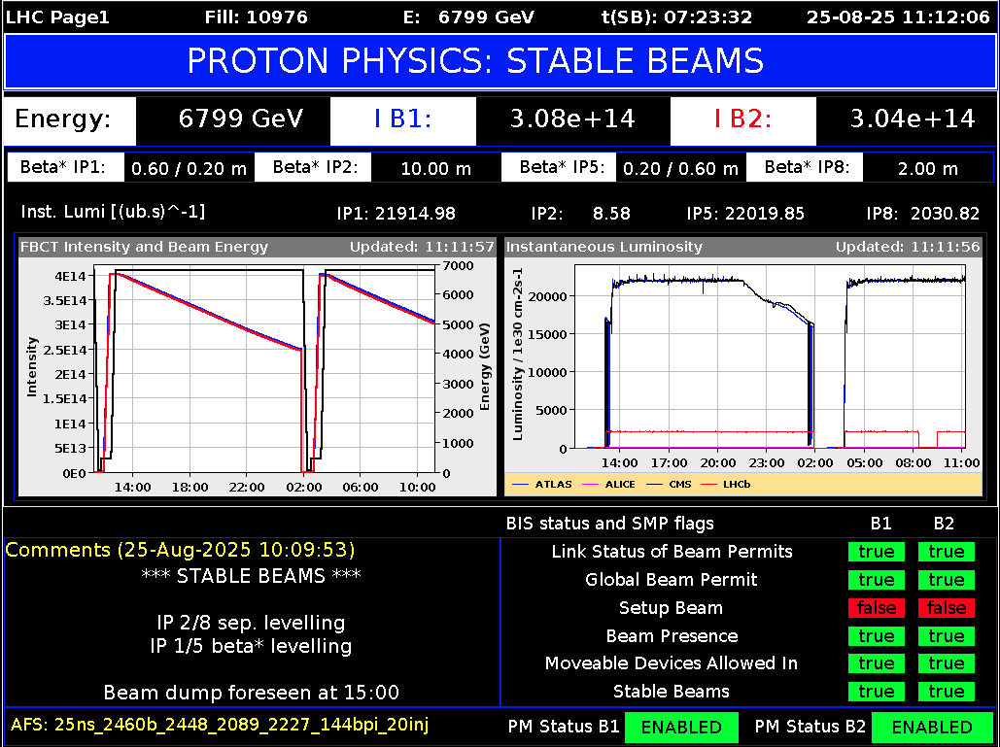 LHC Page1 Fill: 10976 E: 6799 GeV t(SB): 07:23:32 25-08-25 11:12:06
PROTON PHYSICS: STABLE BEAMS
Energy: 6799 GeV I B1: 3.08e+14 I B2: 3.04e+14
Beta* IP1: 0.60 / 0.20 m Beta* IP2: 10.00 m Beta* IP5: 0.20 / 0.60 m Beta* IP8: 2.00 m
Inst. Lumi [(ub.s)^-1] IP1: 21914.98 IP2: 8.58 IP5: 22019.85 IP8: 2030.82
FBCT Intensity and Beam Energy Updated: 11:11:57
Intensity
4E14
3.5E14
3E14
2.5E14
2E14
1.5E14
1E14
5E13
0E0
7000
6000
5000
4000
3000
2000
1000
0
Energy (GeV)
14:00 18:00 22:00 02:00 06:00 10:00
Instantaneous Luminosity Updated: 11:11:56
Luminosity / 1e30 cm-2s-1
20000
15000
10000
5000
0
14:00 17:00 20:00 23:00 02:00 05:00 08:00 11:00
ATLAS ALICE CMS LHCb
Comments (25-Aug-2025 10:09:53)
*** STABLE BEAMS ***
IP 2/8 sep. levelling
IP 1/5 beta* levelling
Beam dump foreseen at 15:00
BIS status and SMP flags B1 B2
Link Status of Beam Permits true true
Global Beam Permit true true
Setup Beam false false
Beam Presence true true
Moveable Devices Allowed In true true
Stable Beams true true
AFS: 25ns_2460b_2448_2089_2227_144bpi_20inj
PM Status B1 ENABLED PM Status B2 ENABLED